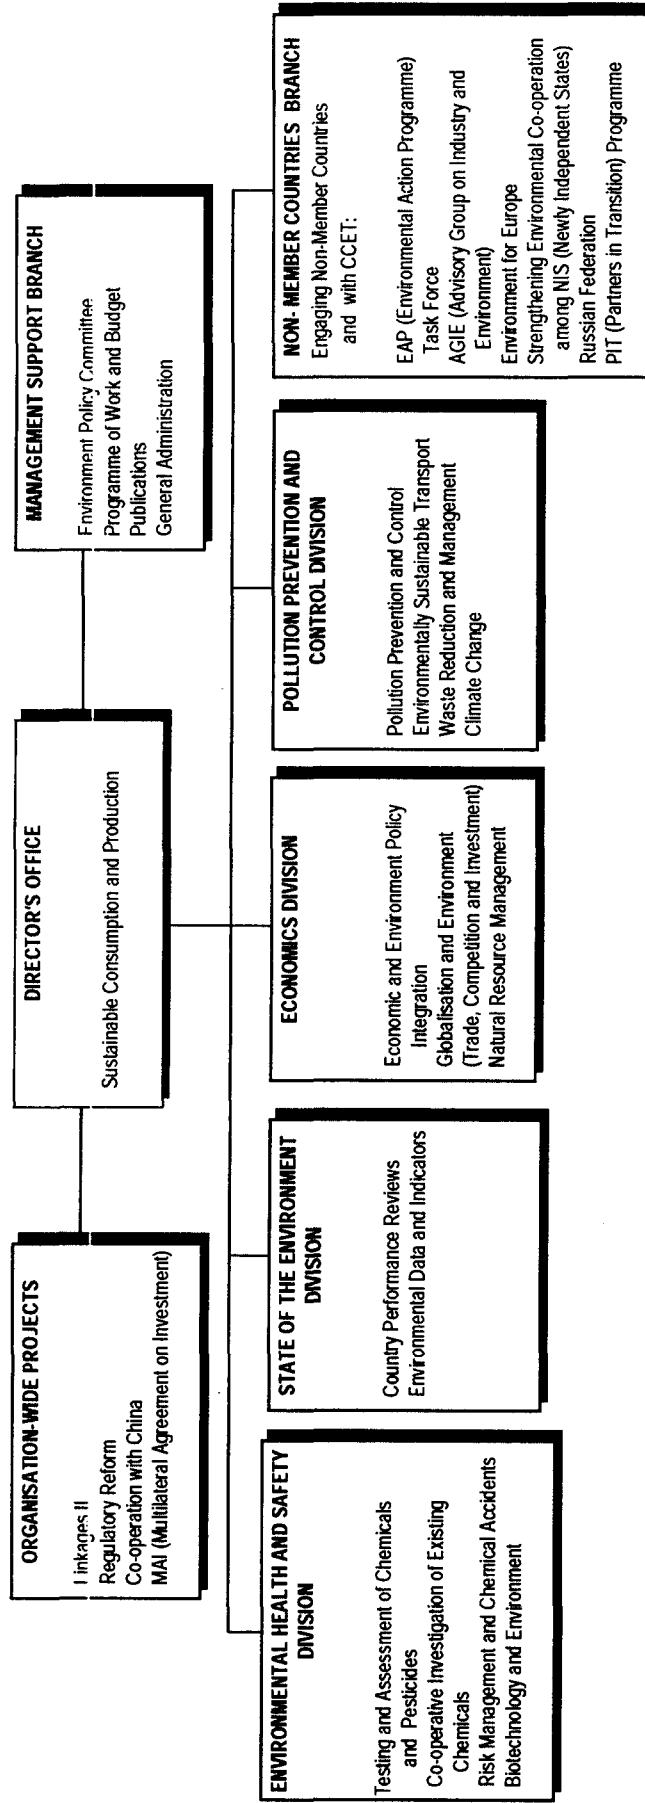 ORGANISATION-WIDE PROJECTS
Linkages II
Regulatory Reform
Co-operation with China
MAI (Multilateral Agreement on Investment)
DIRECTOR'S OFFICE
Sustainable Consumption and Production
MANAGEMENT SUPPORT BRANCH
Environment Policy Committee
Programme of Work and Budget
Publications
General Administration
ENVIRONMENTAL HEALTH AND SAFETY
DIVISION
Testing and Assessment of Chemicals
and Pesticides
Co-operative Investigation of Existing
Chemicals
Risk Management and Chemical Accidents
Biotechnology and Environment
STATE OF THE ENVIRONMENT
DIVISION
Country Performance Reviews
Environmental Data and Indicators
ECONOMICS DIVISION
Economic and Environment Policy
Integration
Globalisation and Environment
(Trade, Competition and Investment)
Natural Resource Management
POLLUTION PREVENTION AND
CONTROL DIVISION
Pollution Prevention and Control
Environmentally Sustainable Transport
Waste Reduction and Management
Climate Change
NON- MEMBER COUNTRIES BRANCH
Engaging Non-Member Countries
and with CCET:
EAP (Environmental Action Programme)
Task Force
AGIE (Advisory Group on Industry and
Environment)
Environment for Europe
Strengthening Environmental Co-operation
among NIS (Newly Independent States)
Russian Federation
PIT (Partners in Transition) Programme